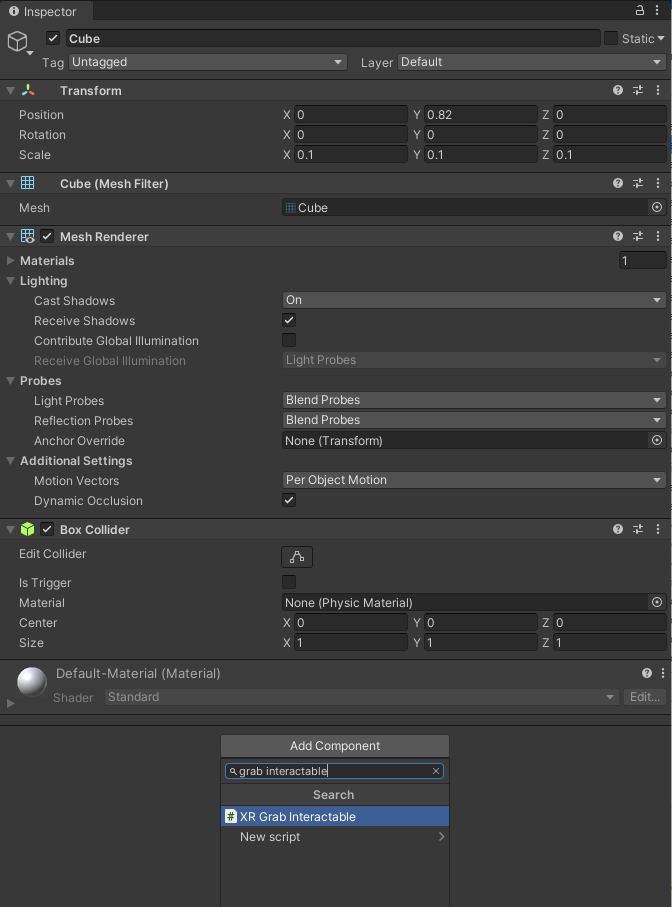 Inspector
Cube Static
Tag Untagged Layer Default
Transform
Position X 0 Y 0.82 Z 0
Rotation X 0 Y 0 Z 0
Scale X 0.1 Y 0.1 Z 0.1
Cube (Mesh Filter)
Mesh Cube
Mesh Renderer
Materials 1
Lighting
Cast Shadows On
Receive Shadows
Contribute Global Illumination
Receive Global Illumination Light Probes
Probes
Light Probes Blend Probes
Reflection Probes Blend Probes
Anchor Override None (Transform)
Additional Settings
Motion Vectors Per Object Motion
Dynamic Occlusion
Box Collider
Edit Collider
Is Trigger
Material None (Physic Material)
Center X 0 Y 0 Z 0
Size X 1 Y 1 Z 1
Default-Material (Material)
Shader Standard Edit...
Add Component
grab interactable
Search
# XR Grab Interactable
New script